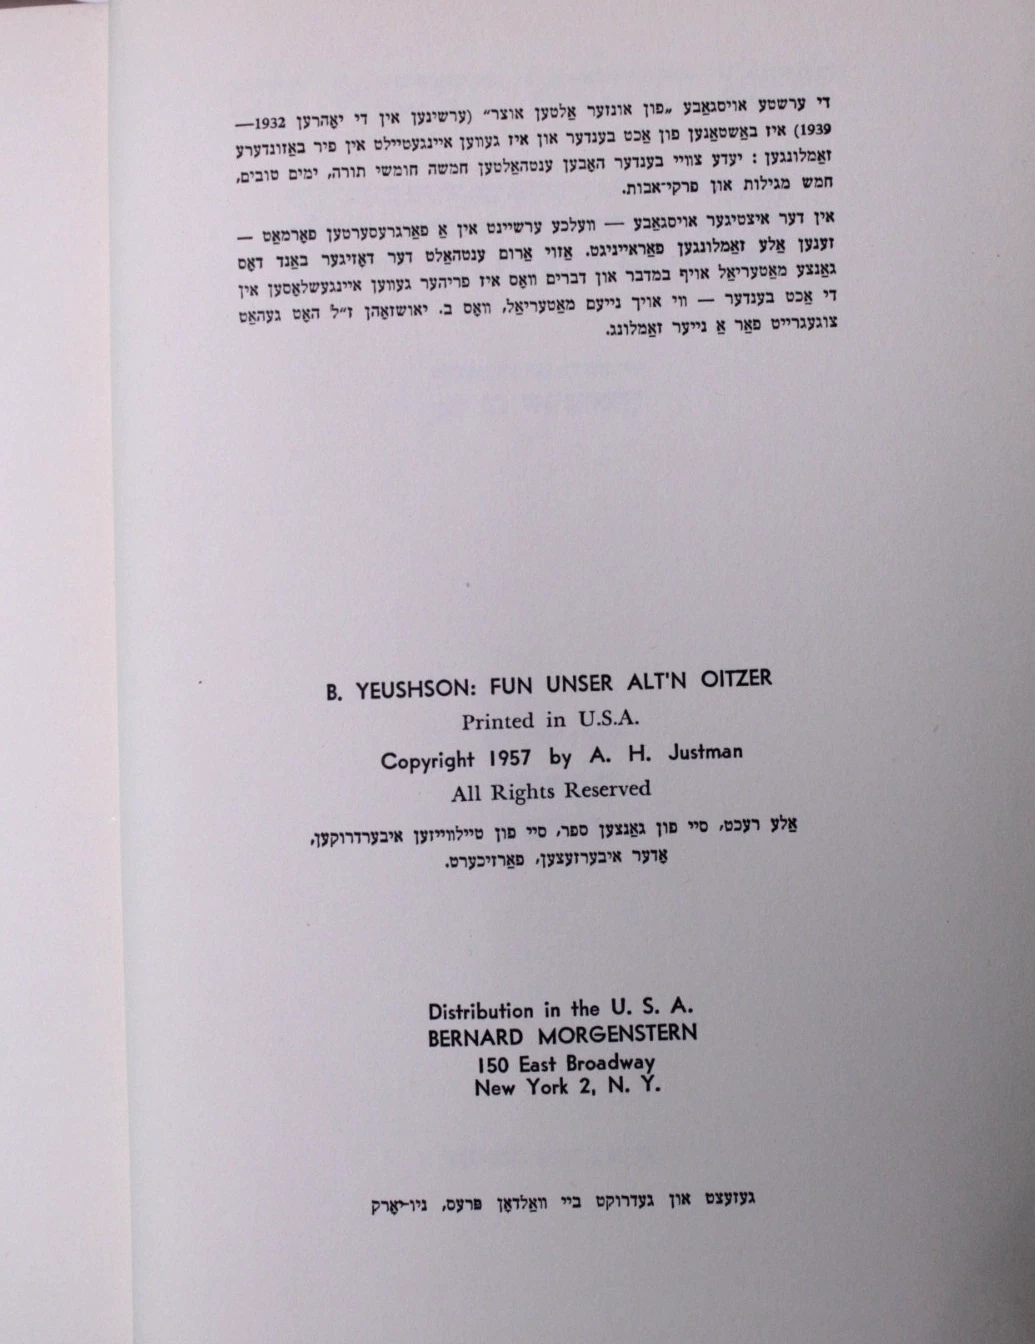 די ערשטע אויסגאַבע „פון אונזער אַלטען אוצר״ (ערשינען אין די יאָהרען 1932—
1939) איז באַשטאַנען פון אַכט בענדער און איז געווען איינגעטיילט אין פיר באַזונדערע
זאַמלונגען : יעדע צוויי בענדער האָבען ענטהאַלטען חמשה חומשי תורה, ימים טובים,
חמש מגילות און פרקי־אבות.
אין דער איצטיגער אויסגאַבע — וועלכע ערשיינט אין אַ פאַרגרעסערטען פאָרמאַט —
זענען אַלע זאַמלונגען פאַראייניגט. אַזוי אַרום ענטהאַלט דער דאָזיגער באַנד דאָס
גאַנצע מאַטעריאַל אויף במדבר און דברים וואָס איז פריהער געווען איינגעשלאָסען אין
די אַכט בענדער — ווי אויך נייעם מאַטעריאַל, וואָס ב. יאושזאָהן ז״ל האָט געהאַט
צוגעגרייט פאַר אַ נייער זאַמלונג.
B. YEUSHSON: FUN UNSER ALT'N OITZER
Printed in U.S.A.
Copyright 1957 by A. H. Justman
All Rights Reserved
אַלע רעכט, סיי פון גאַנצען ספר, סיי פון טיילווייזען איבערדרוקען,
אָדער איבערזעצען, פאַרזיכערט.
Distribution in the U. S. A.
BERNARD MORGENSTERN
150 East Broadway
New York 2, N. Y.
געזעצט און געדרוקט ביי וואַלדאָן פּרעס, ניו־יאָרק